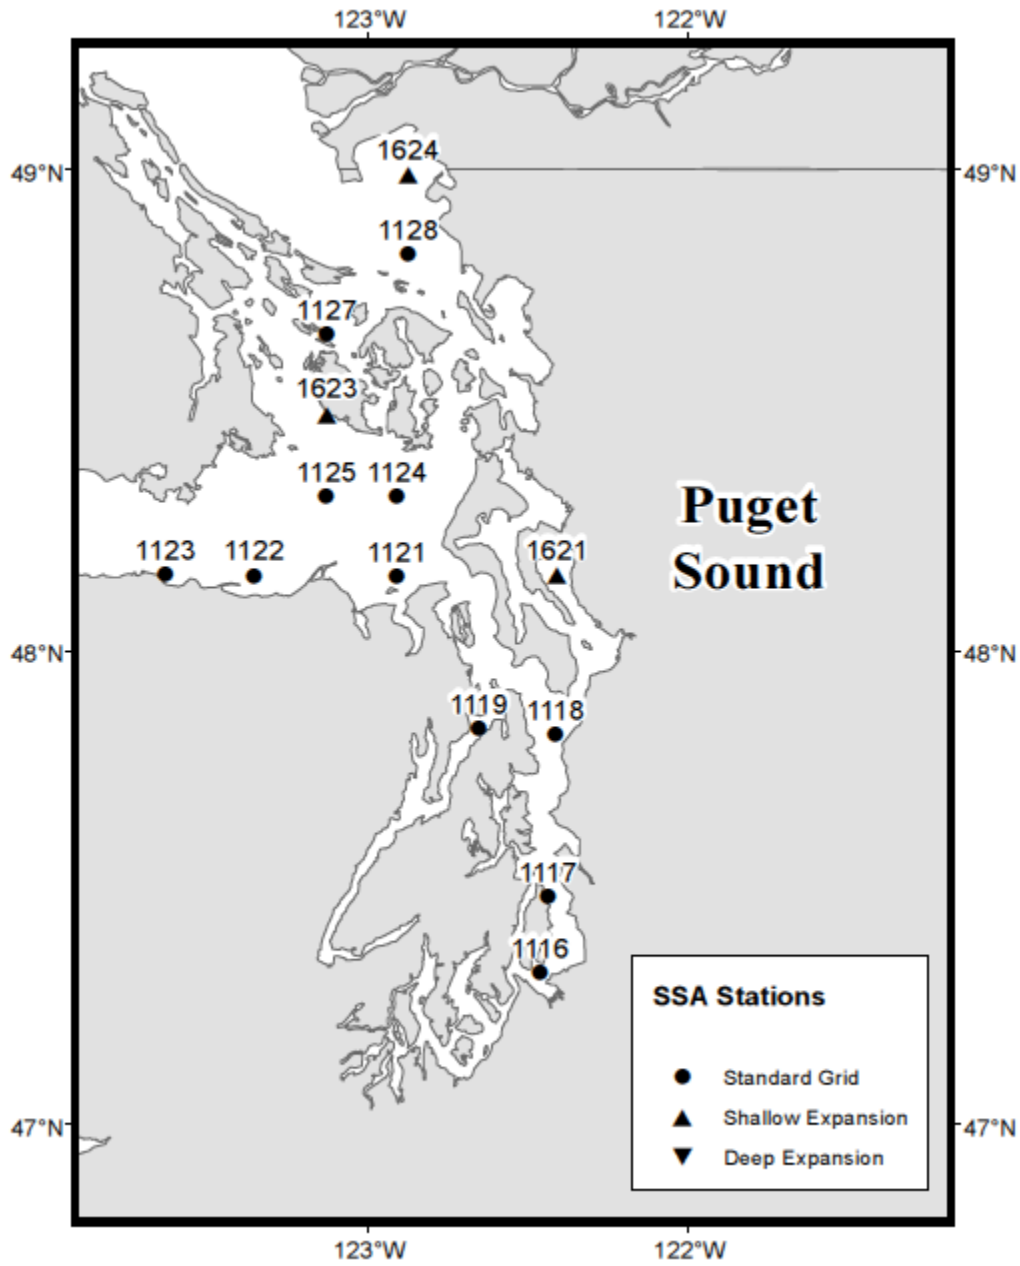 123°W 122°W
1624
49°N 49°N
1128
1127
1623
1125 1124
Puget
Sound
1123 1122 1121 1621
48°N 48°N
1119 1118
1117
1116
SSA Stations
Standard Grid
Shallow Expansion
47°N 47°N
Deep Expansion
123°W 122°W